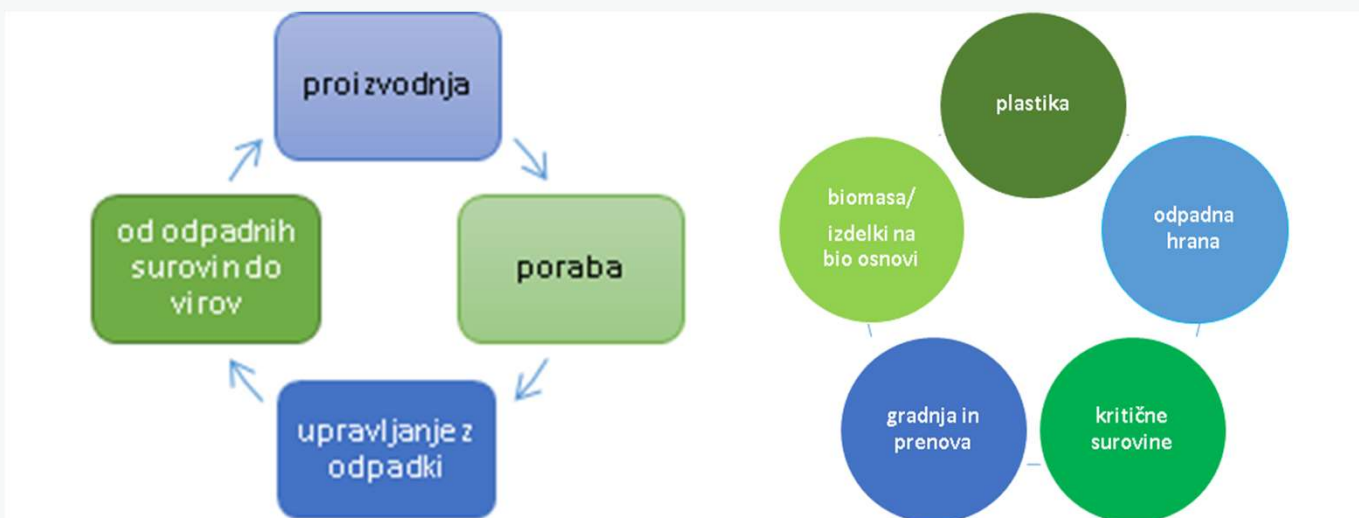 proizvodnja
poraba
upravljanje z
odpadki
od odpadnih
surovin do
virov
plastika
odpadna
hrana
kritične
surovine
gradnja in
prenova
biomasa/
izdelki na
bio osnovi